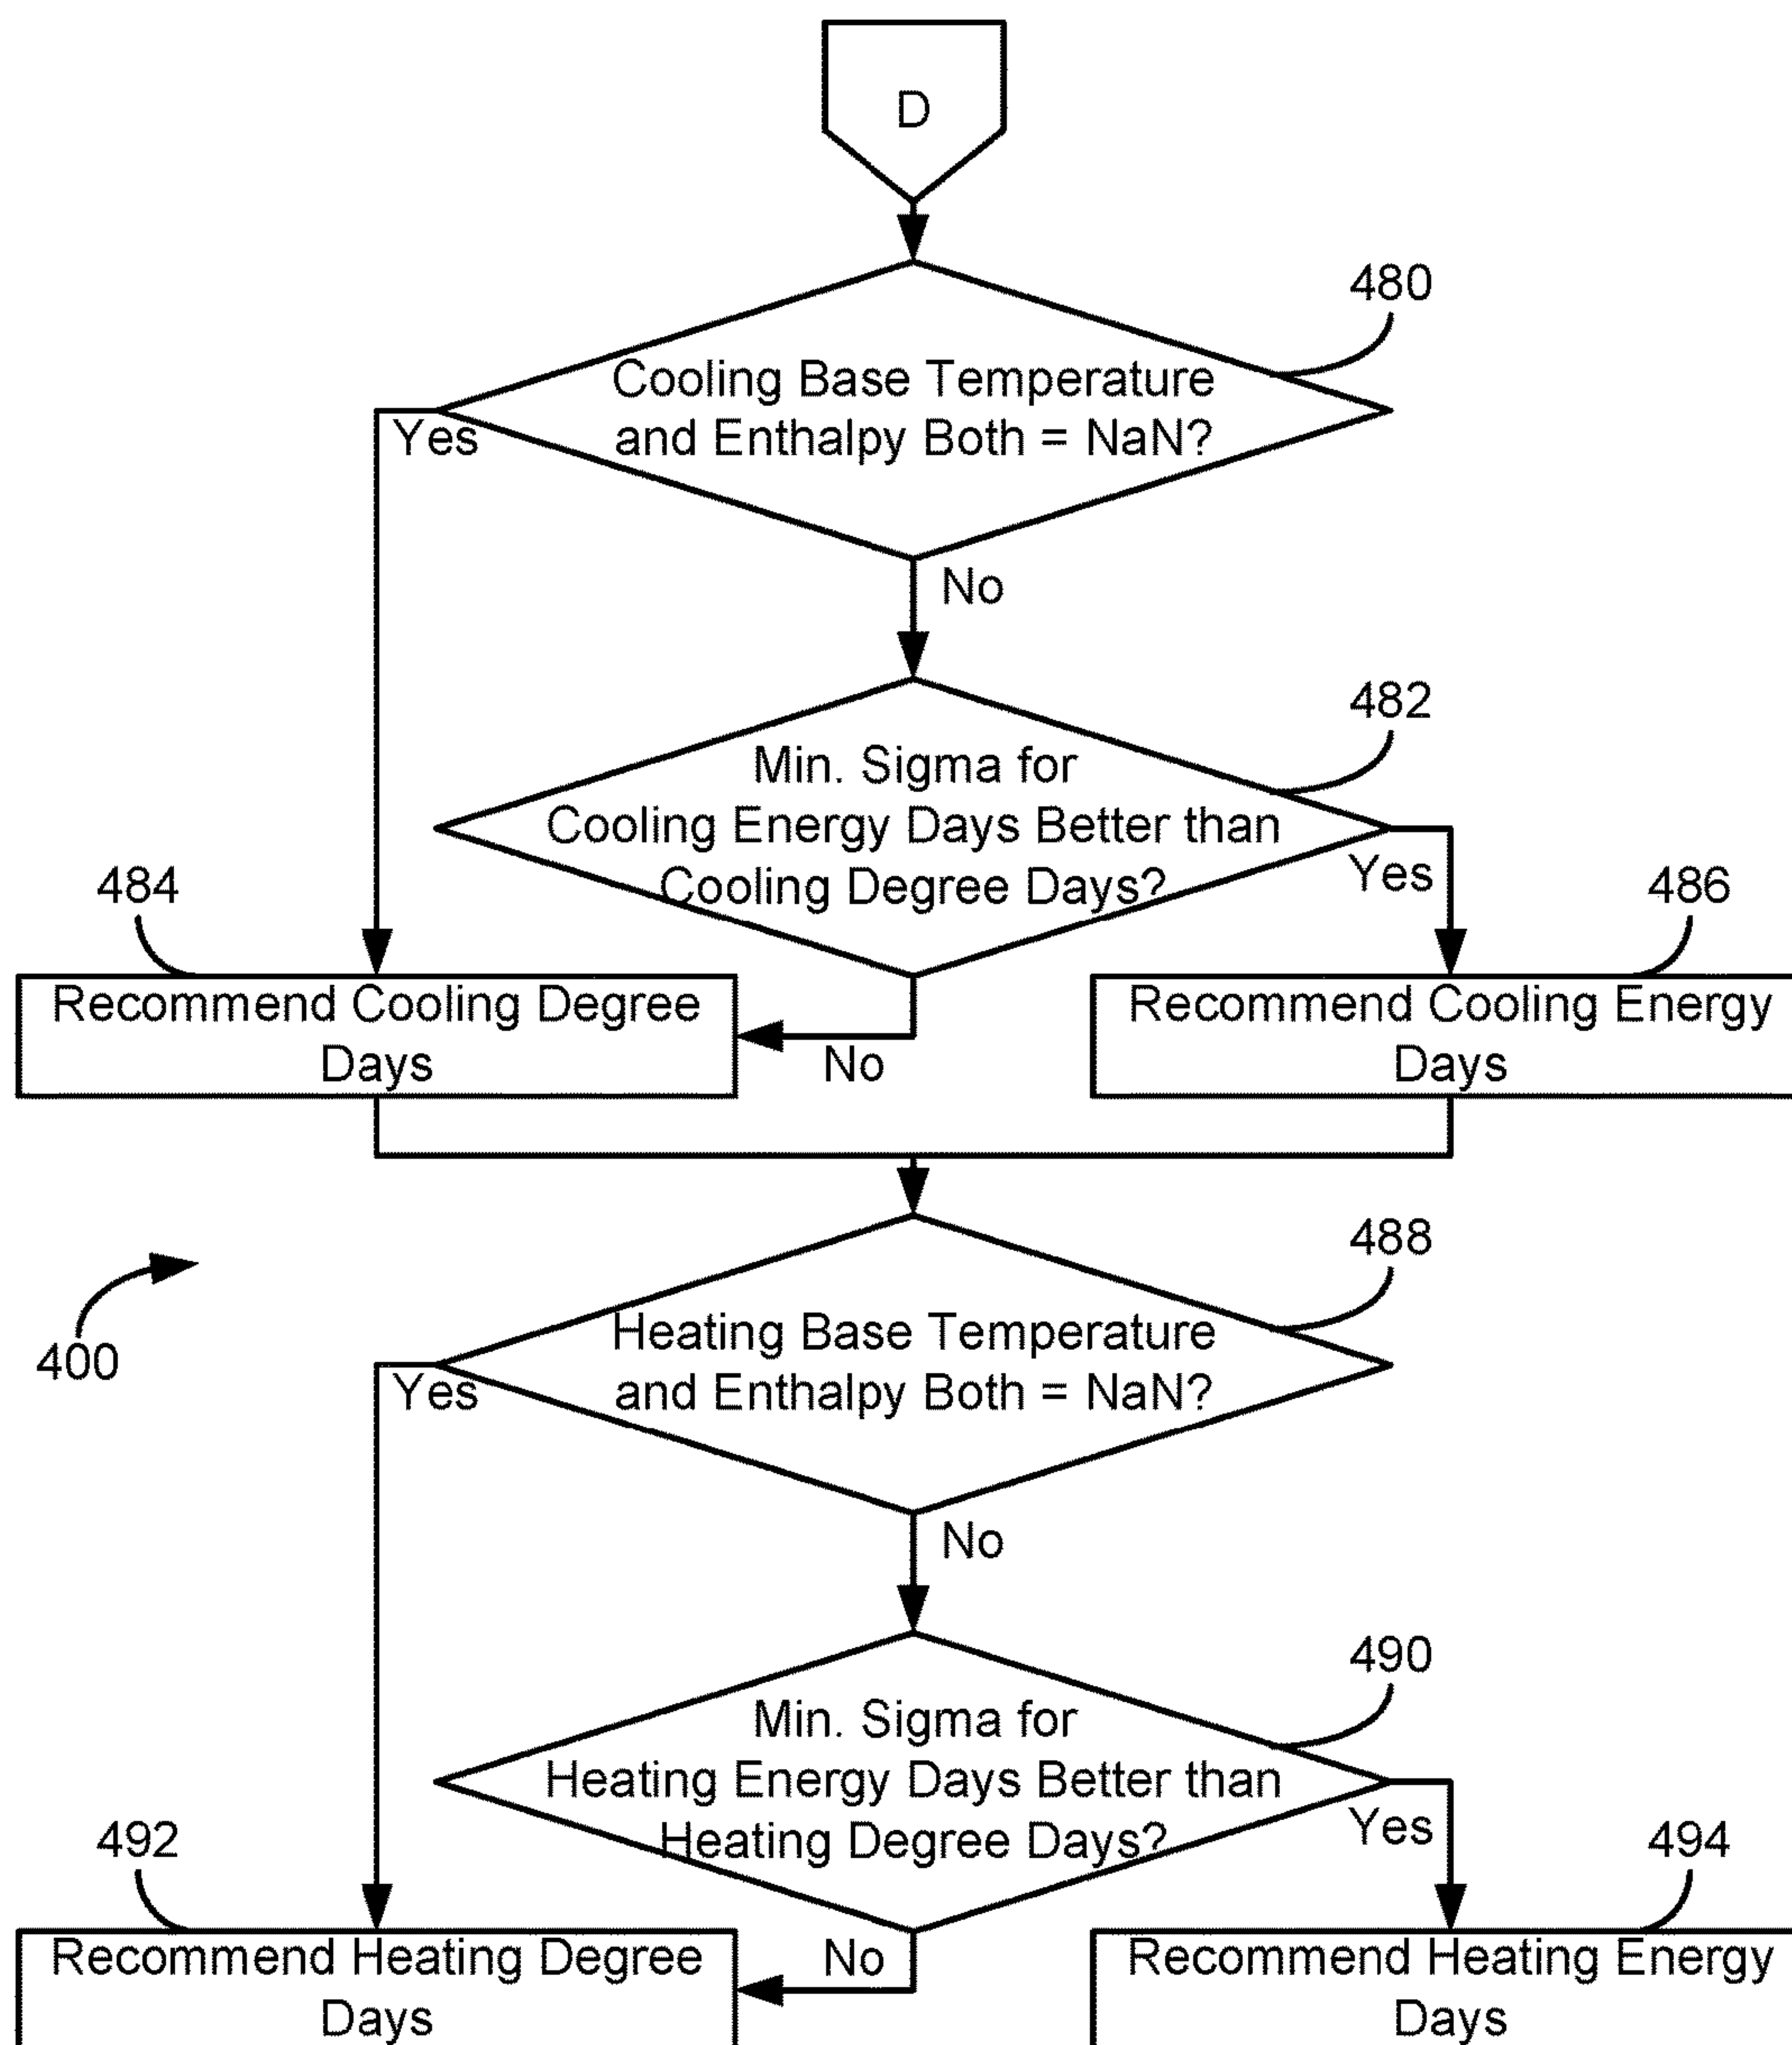 D
480
Cooling Base Temperature
and Enthalpy Both = NaN?
Yes
No
482
Min. Sigma for
Cooling Energy Days Better than
Cooling Degree Days?
Yes
484
486
Recommend Cooling Degree
Days
No
Recommend Cooling Energy
Days
488
400
Heating Base Temperature
and Enthalpy Both = NaN?
Yes
No
490
Min. Sigma for
Heating Energy Days Better than
Heating Degree Days?
Yes
492
494
Recommend Heating Degree
Days
No
Recommend Heating Energy
Days